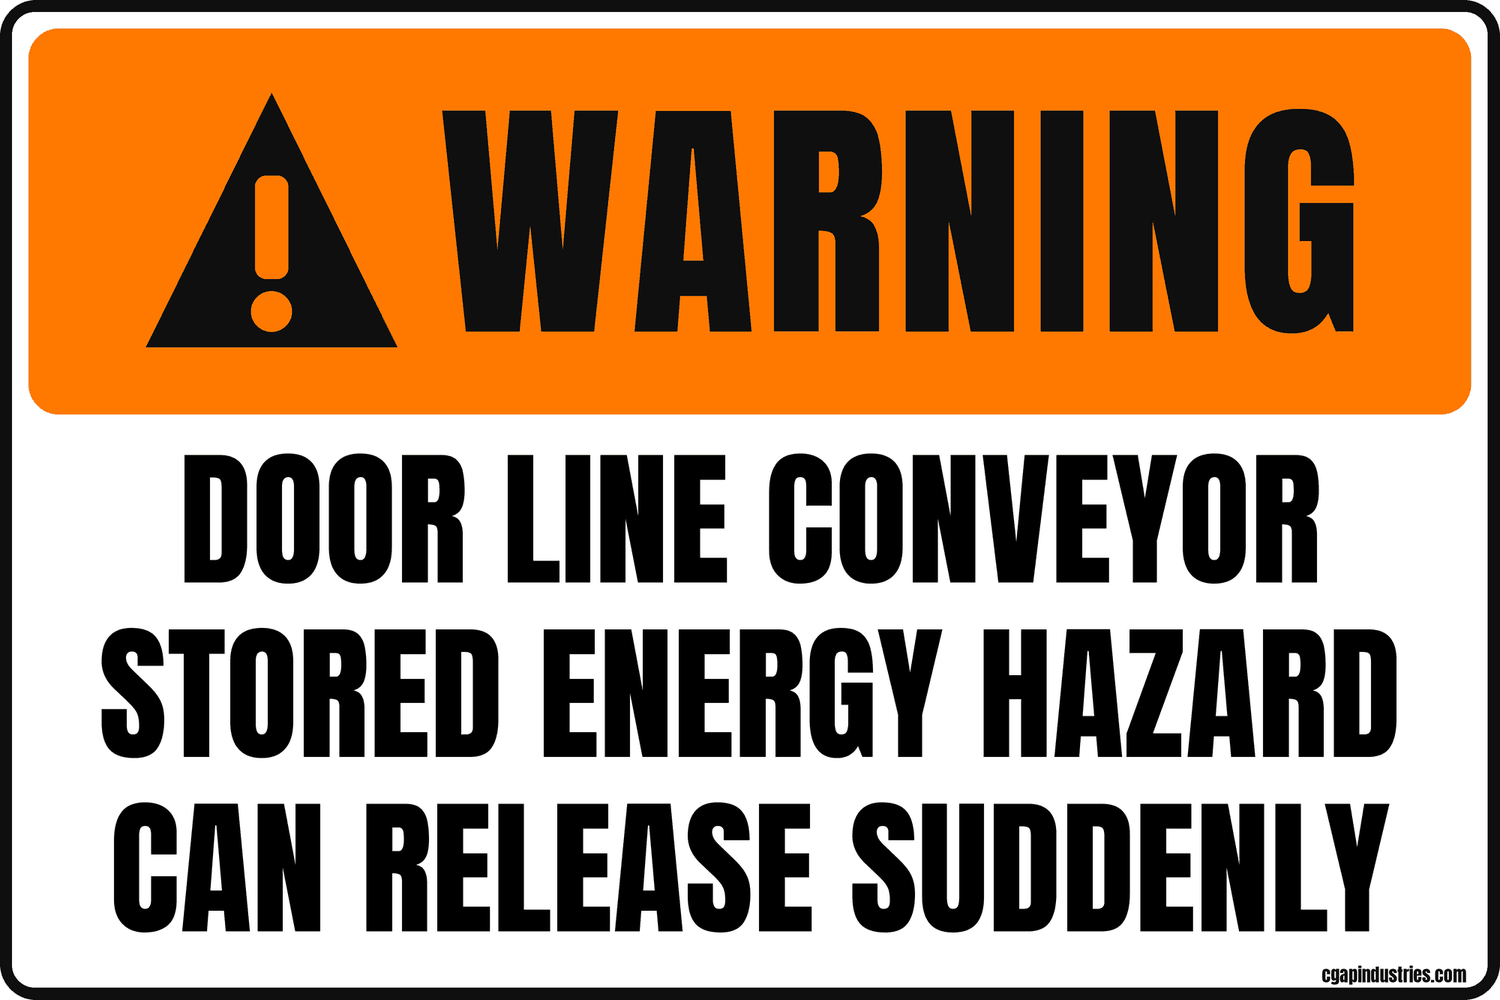 WARNING
DOOR LINE CONVEYOR
STORED ENERGY HAZARD
CAN RELEASE SUDDENLY
cgapindustries.com